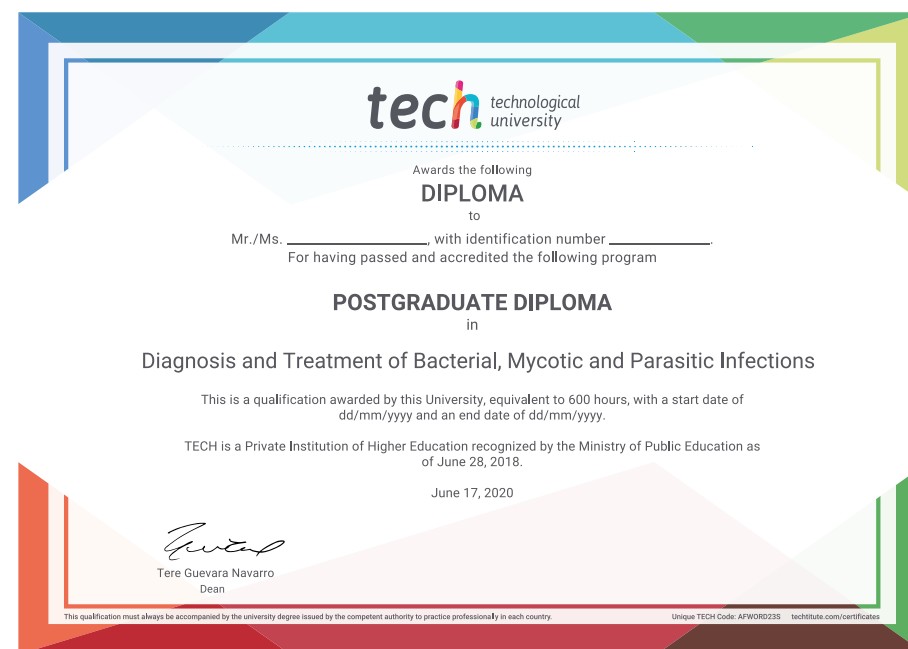 tech technological
university
Awards the following
DIPLOMA
to
Mr./Ms. ____________________, with identification number ______________.
For having passed and accredited the following program
POSTGRADUATE DIPLOMA
in
Diagnosis and Treatment of Bacterial, Mycotic and Parasitic Infections
This is a qualification awarded by this University, equivalent to 600 hours, with a start date of
dd/mm/yyyy and an end date of dd/mm/yyyy.
TECH is a Private Institution of Higher Education recognized by the Ministry of Public Education as
of June 28, 2018.
June 17, 2020
Tere Guevara Navarro
Dean
This qualification must always be accompanied by the university degree issued by the competent authority to practice professionally in each country. Unique TECH Code: AFWORD23S techtitute.com/certificates